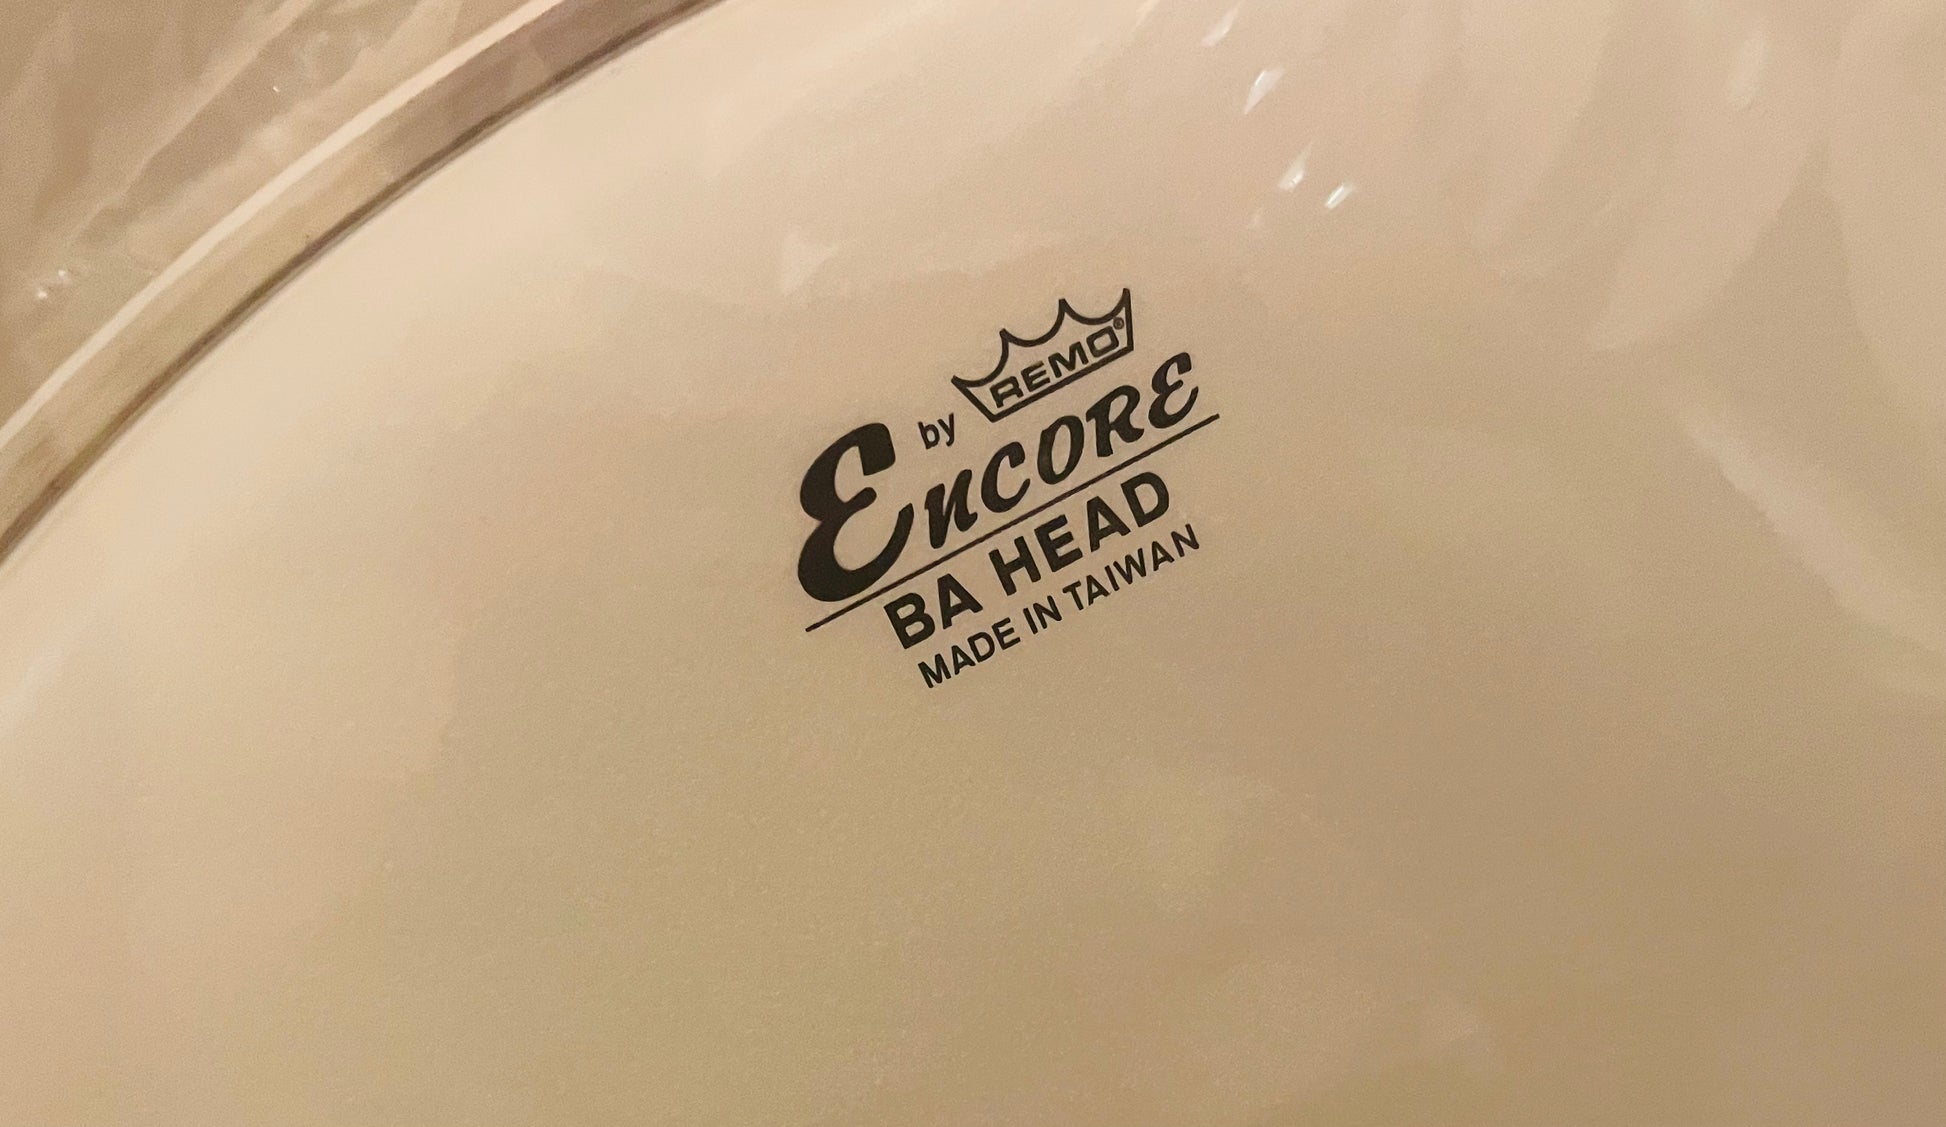 by REMO®
ENCORE
BA HEAD
MADE IN TAIWAN